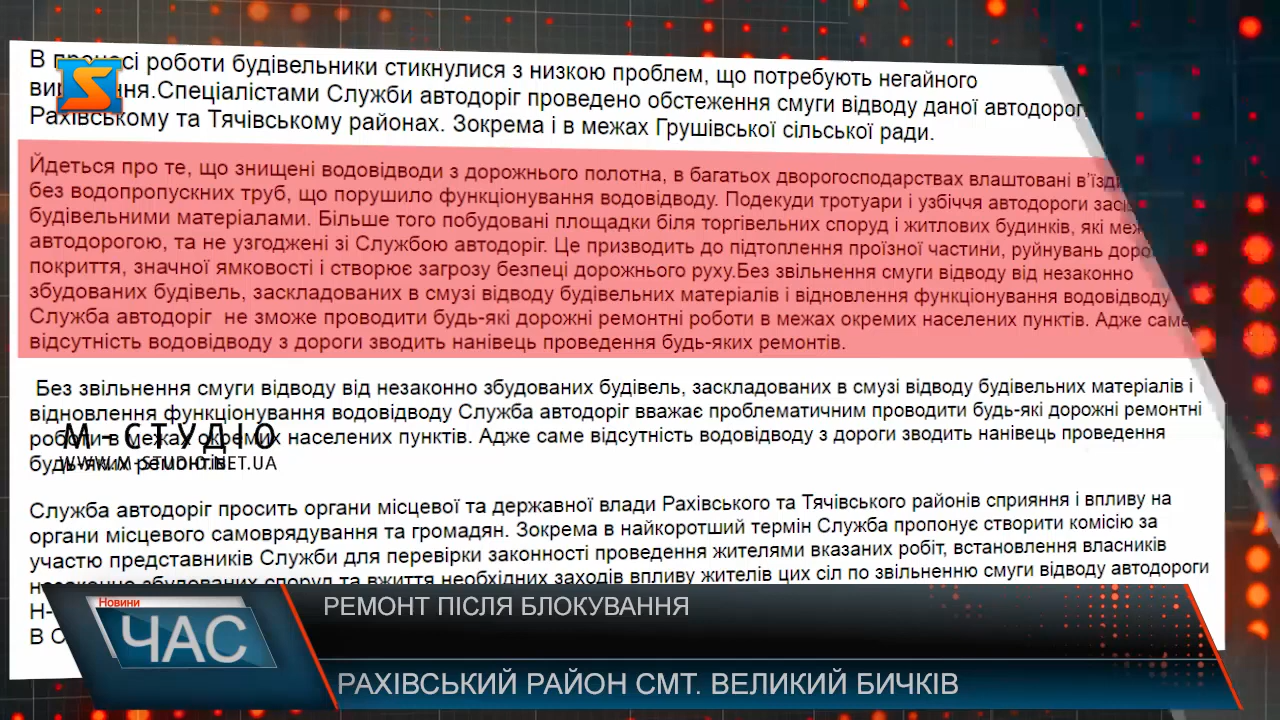 В процесі роботи будівельники стикнулися з низкою проблем, що потребують негайного
вирішення.Спеціалістами Служби автодоріг проведено обстеження смуги відводу даної
Рахівському та Тячівському районах. Зокрема і в межах Грушівської сільської ради.
Йдеться про те, що знищені водовідводи з дорожнього полотна, в багатьох дворогосподарствах влаштовані
без водопропускних труб, що порушило функціонування водовідводу. Подекуди тротуари і узбіччя автодороги
будівельними матеріалами. Більше того побудовані площадки біля торгівельних споруд і житлових будинків, які
автодорогою, та не узгоджені зі Службою автодоріг. Це призводить до підтоплення проїзної частини, руйнувань
покриття, значної ямковості і створює загрозу безпеці дорожнього руху.Без звільнення смуги відводу від незаконно
збудованих будівель, заскладованих в смузі відводу будівельних матеріалів і відновлення функціонування водовідводу
Служба автодоріг не зможе проводити будь-які дорожні ремонтні роботи в межах окремих населених пунктів. Адже саме
відсутність водовідводу з дороги зводить нанівець проведення будь-яких ремонтів.
Без звільнення смуги відводу від незаконно збудованих будівель, заскладованих в смузі відводу будівельних матеріалів і
відновлення функціонування водовідводу Служба автодоріг вважає проблематичним проводити будь-які дорожні ремонтні
роботи в межах окремих населених пунктів. Адже саме відсутність водовідводу з дороги зводить нанівець проведення
будь-яких ремонтів
М-СТУДІО
WWW.M-STUDIO.NET.UA
Служба автодоріг просить органи місцевої та державної влади Рахівського та Тячівського районів сприяння і впливу на
органи місцевого самоврядування та громадян. Зокрема в найкоротший термін Служба пропонує створити комісію за
участю представників Служби для перевірки законності проведення жителями вказаних робіт, встановлення власників
незаконно збудованих споруд та вжиття необхідних заходів впливу жителів цих сіл по звільненню смуги відводу автодороги
Н-
В
Новини
ЧАС
РЕМОНТ ПІСЛЯ БЛОКУВАННЯ
РАХІВСЬКИЙ РАЙОН СМТ. ВЕЛИКИЙ БИЧКІВ